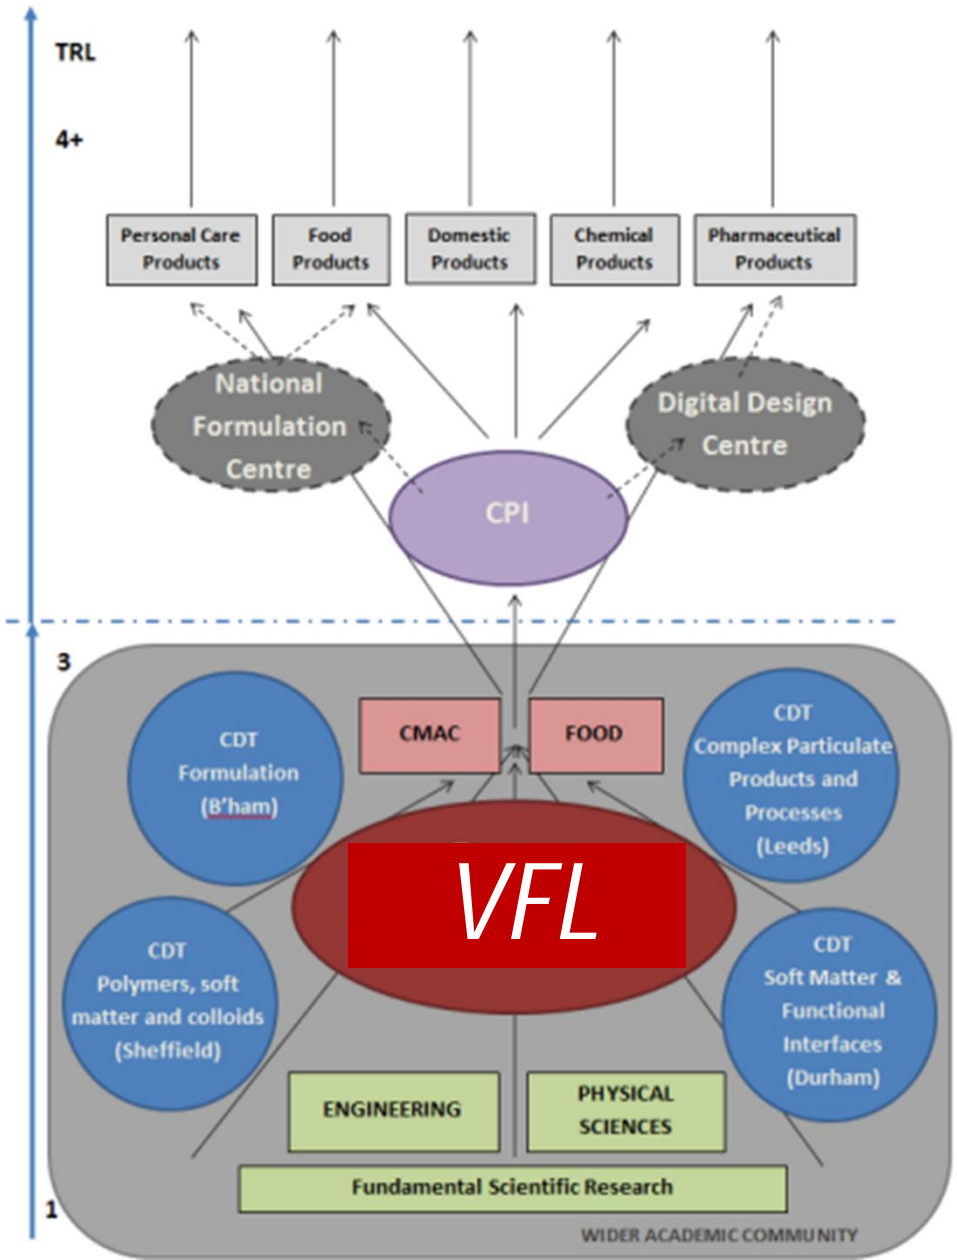 TRL
4+
Personal Care
Products
Food
Products
Domestic
Products
Chemical
Products
Pharmaceutical
Products
National
Formulation
Centre
Digital Design
Centre
CPI
3
CDT
Formulation
(B'ham)
CMAC
FOOD
CDT
Complex Particulate
Products and
Processes
(Leeds)
VFL
CDT
Polymers, soft
matter and colloids
(Sheffield)
CDT
Soft Matter &
Functional
Interfaces
(Durham)
ENGINEERING
PHYSICAL
SCIENCES
Fundamental Scientific Research
1
WIDER ACADEMIC COMMUNITY